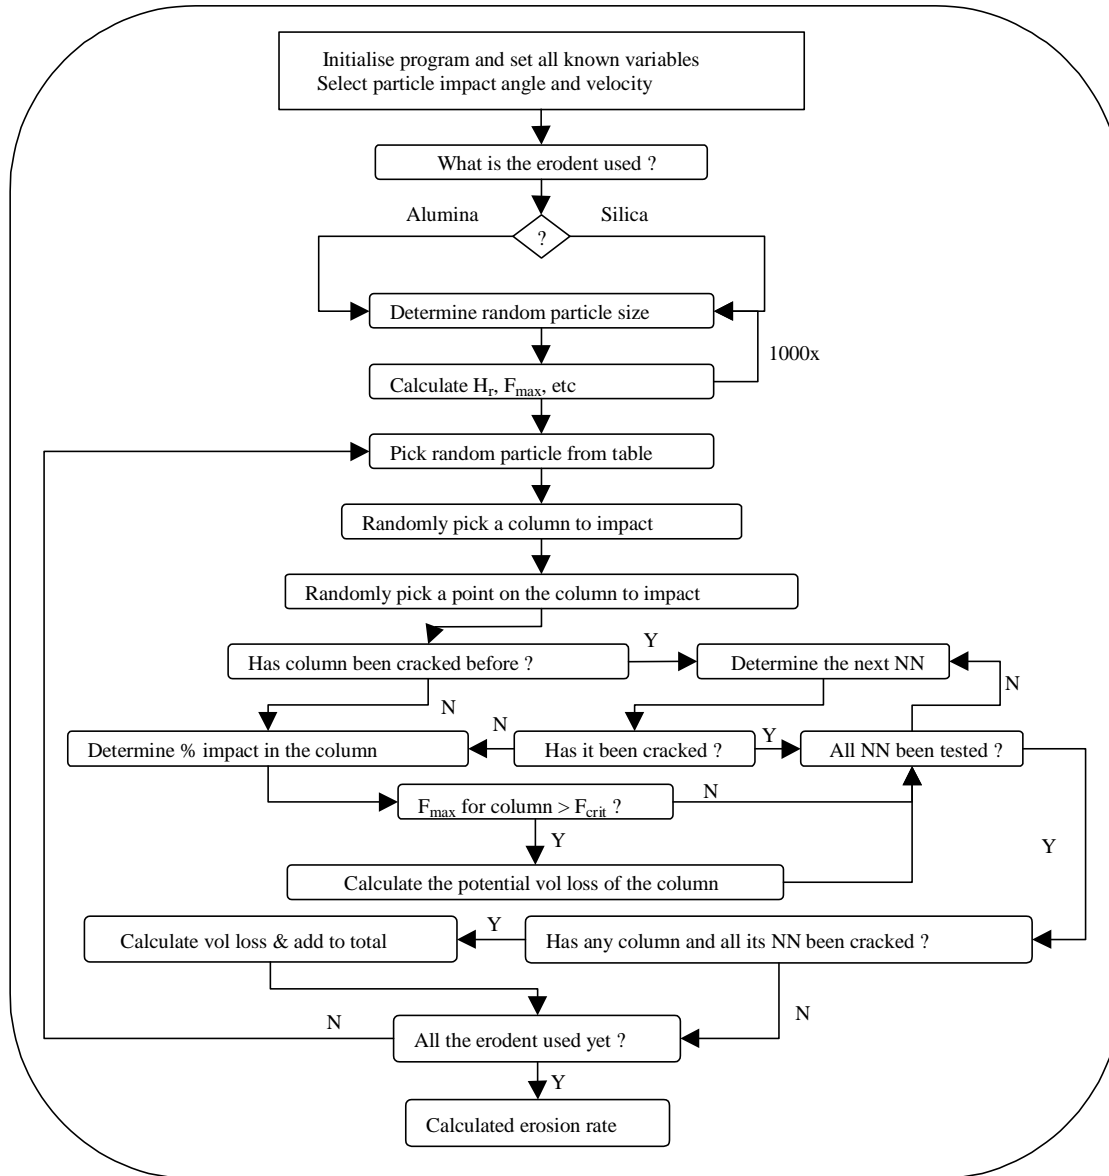 Initialise program and set all known variables
Select particle impact angle and velocity
What is the erodent used ?
Alumina
Silica
?
Determine random particle size
1000x
Calculate Hr, Fmax, etc
Pick random particle from table
Randomly pick a column to impact
Randomly pick a point on the column to impact
Y
Has column been cracked before ?
Determine the next NN
N
N
N
Determine % impact in the column
Has it been cracked ?
Y
All NN been tested ?
Fmax for column > Fcrit ?
N
Y
Y
Calculate the potential vol loss of the column
Calculate vol loss & add to total
Y
Has any column and all its NN been cracked ?
N
N
All the erodent used yet ?
Y
Calculated erosion rate